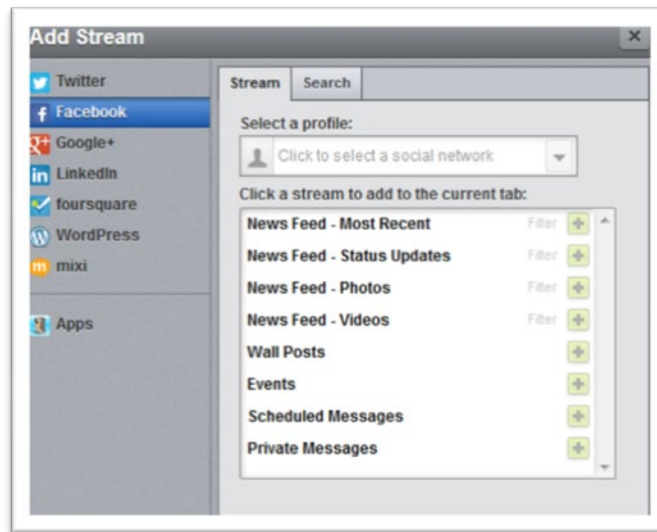 Add Stream
Twitter
Facebook
Google+
LinkedIn
foursquare
WordPress
mixi
Apps
Stream Search
Select a profile:
Click to select a social network
Click a stream to add to the current tab:
News Feed - Most Recent Filter
News Feed - Status Updates Filter
News Feed - Photos Filter
News Feed - Videos Filter
Wall Posts
Events
Scheduled Messages
Private Messages